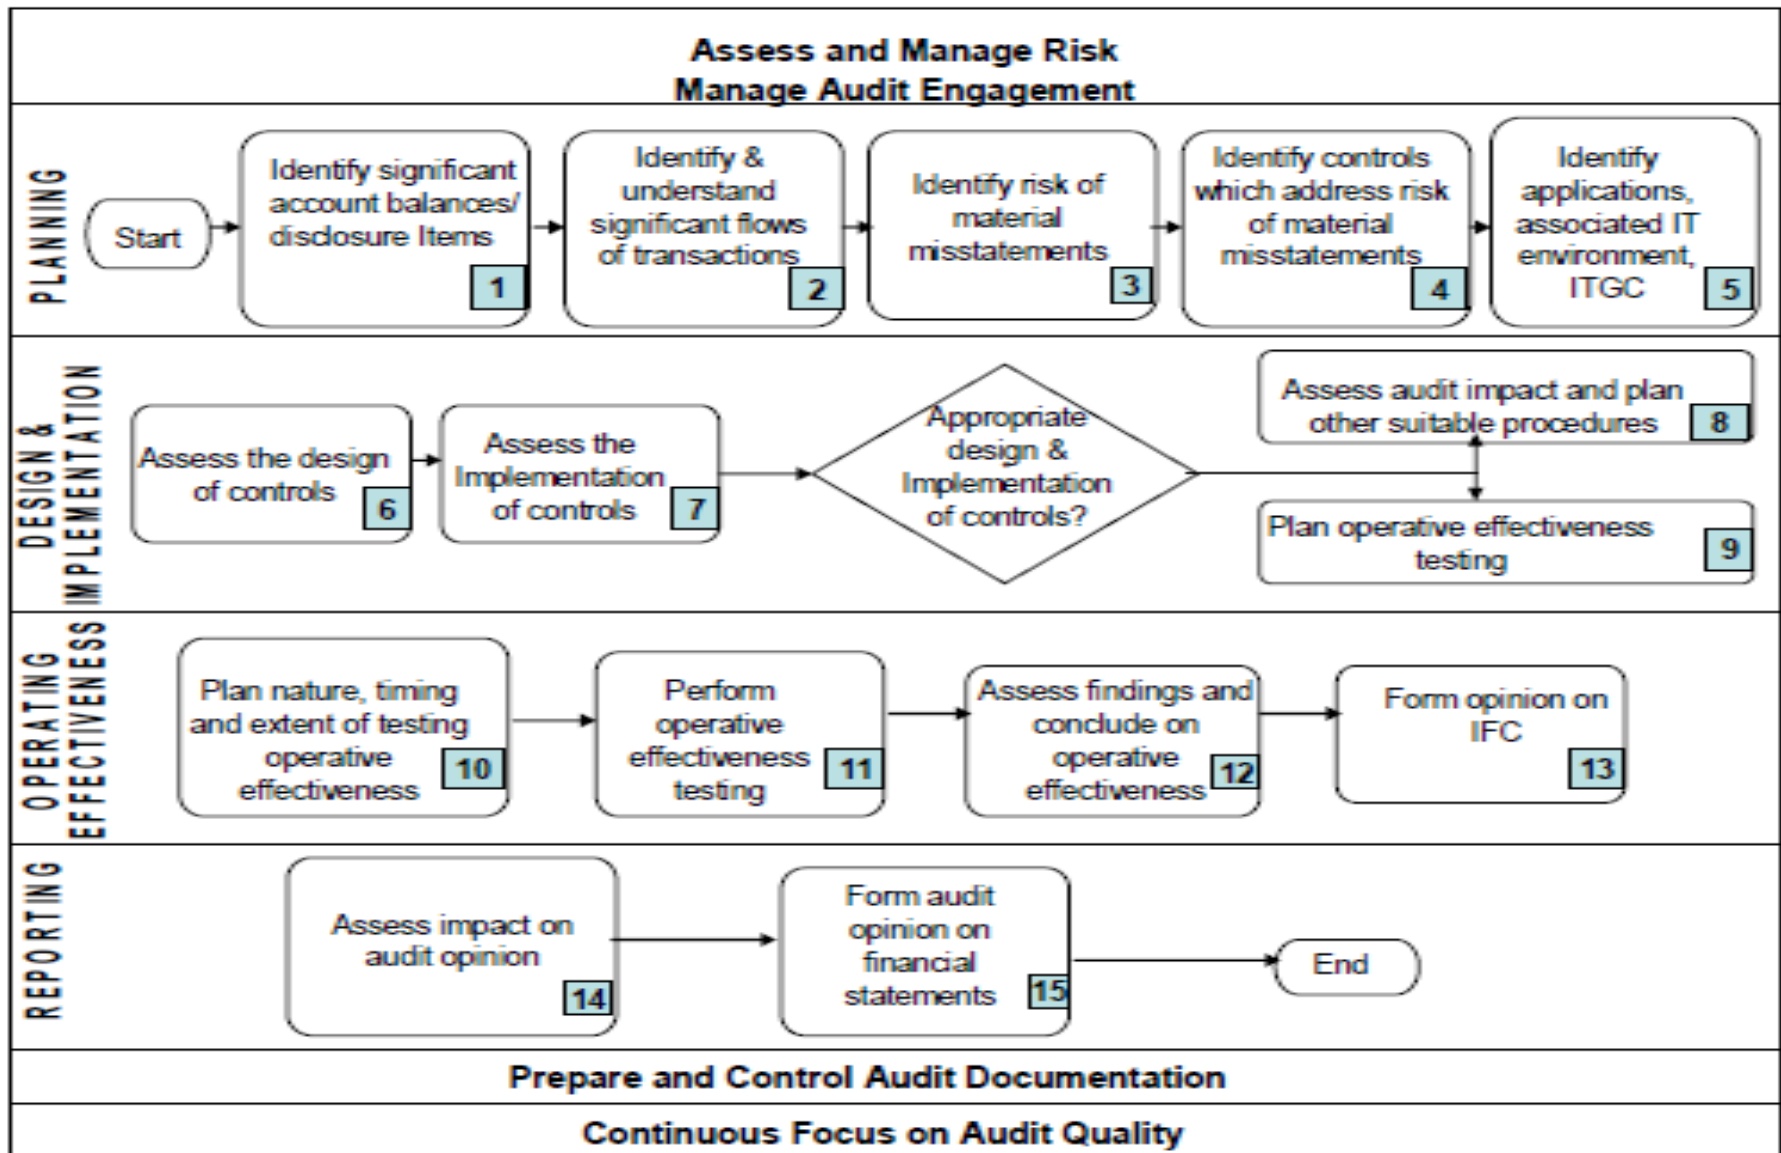 Assess and Manage Risk
Manage Audit Engagement
PLANNING
Start
Identify significant
account balances/
disclosure Items
1
Identify &
understand
significant flows
of transactions
2
Identify risk of
material
misstatements
3
Identify controls
which address risk
of material
misstatements
4
Identify
applications,
associated IT
environment,
ITGC
5
DESIGN &
IMPLEMENTATION
Assess the design
of controls
6
Assess the
Implementation
of controls
7
Appropriate
design &
Implementation
of controls?
Assess audit impact and plan
other suitable procedures
8
Plan operative effectiveness
testing
9
OPERATING
EFFECTIVENESS
Plan nature, timing
and extent of testing
operative
effectiveness
10
Perform
operative
effectiveness
testing
11
Assess findings and
conclude on
operative
effectiveness
12
Form opinion on
IFC
13
REPORTING
Assess impact on
audit opinion
14
Form audit
opinion on
financial
statements
15
End
Prepare and Control Audit Documentation
Continuous Focus on Audit Quality